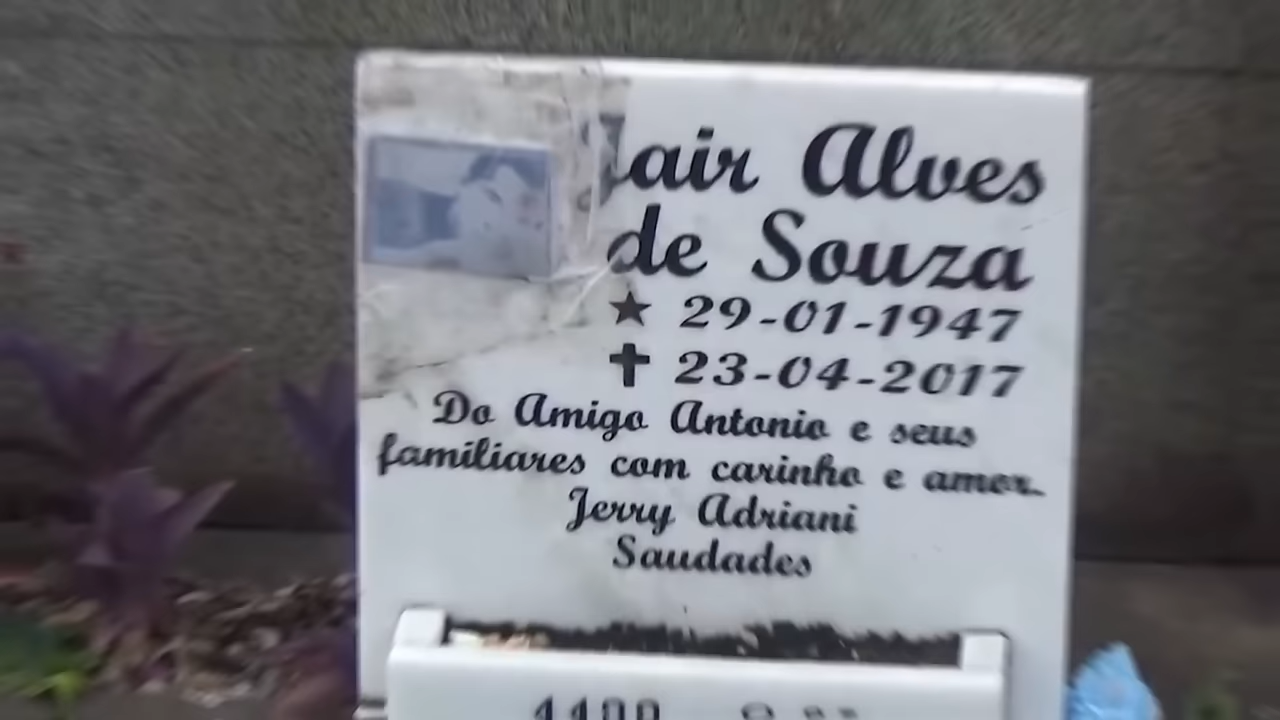 Jair Alves
de Souza
★ 29-01-1947
✝ 23-04-2017
Do Amigo Antonio e seus
familiares com carinho e amor.
Jerry Adriani
Saudades